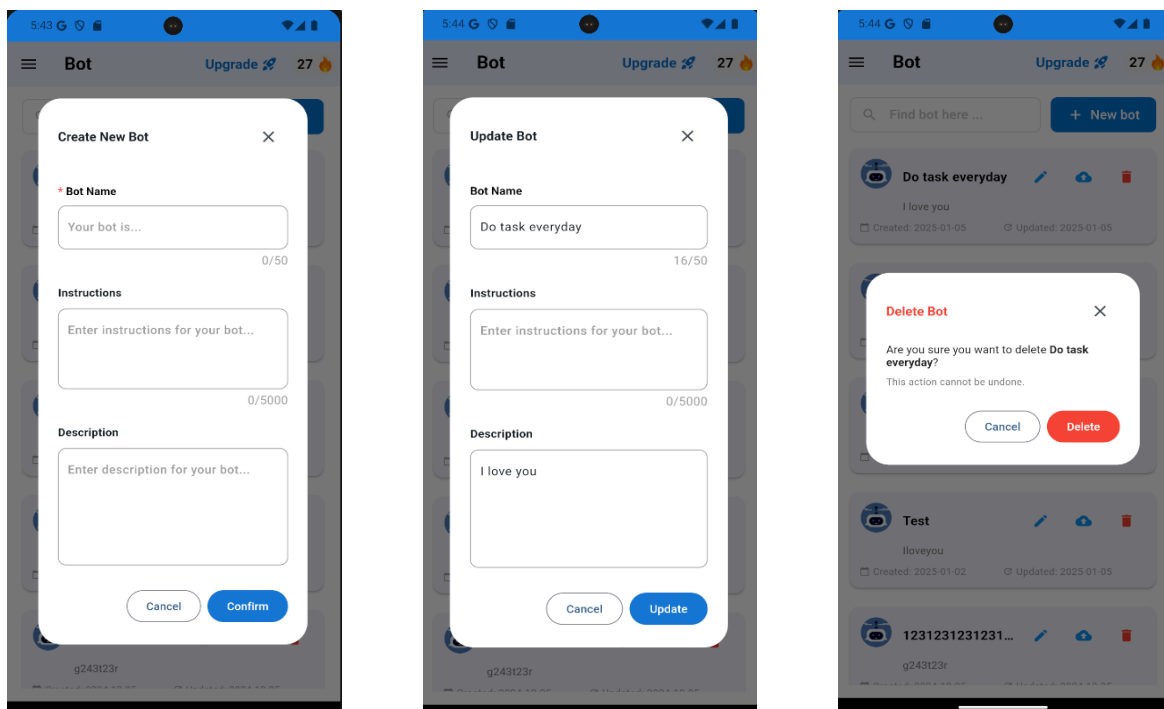 5:43 G
Bot
Upgrade
27
Create New Bot
* Bot Name
Your bot is...
0/50
Instructions
Enter instructions for your bot...
0/5000
Description
Enter description for your bot...
Cancel
Confirm
g243t23r
5:44 G
Bot
Upgrade
27
Update Bot
Bot Name
Do task everyday
16/50
Instructions
Enter instructions for your bot...
0/5000
Description
I love you
Cancel
Update
g243t23r
5:44 G
Bot
Upgrade
27
Find bot here ...
+ New bot
Do task everyday
I love you
Created: 2025-01-05 Updated: 2025-01-05
Delete Bot
Are you sure you want to delete Do task
everyday?
This action cannot be undone.
Cancel
Delete
Test
Iloveyou
Created: 2025-01-02 Updated: 2025-01-05
1231231231231...
g243t23r